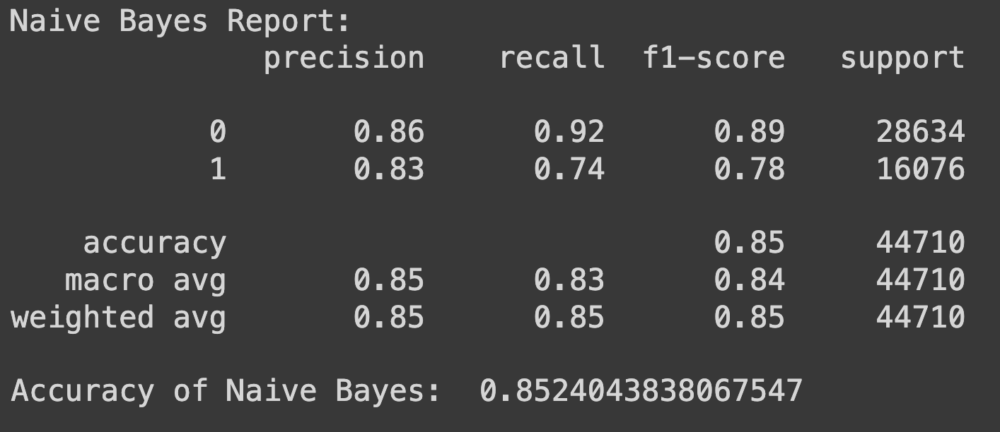 Naive Bayes Report:
precision recall f1-score support
0 0.86 0.92 0.89 28634
1 0.83 0.74 0.78 16076
accuracy 0.85 44710
macro avg 0.85 0.83 0.84 44710
weighted avg 0.85 0.85 0.85 44710
Accuracy of Naive Bayes: 0.8524043838067547